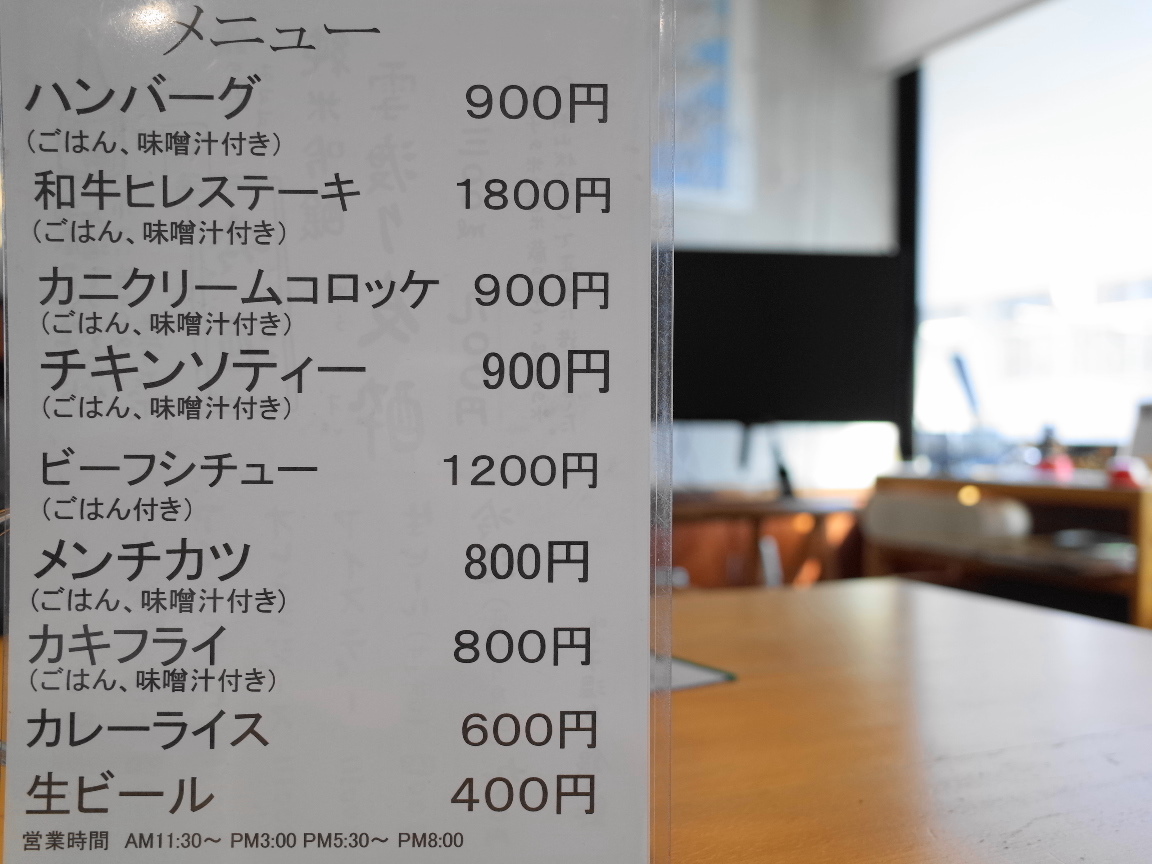 メニュー
ハンバーグ 900円
(ごはん、味噌汁付き)
和牛ヒレステーキ 1800円
(ごはん、味噌汁付き)
カニクリームコロッケ 900円
(ごはん、味噌汁付き)
チキンソティー 900円
(ごはん、味噌汁付き)
ビーフシチュー 1200円
(ごはん付き)
メンチカツ 800円
(ごはん、味噌汁付き)
カキフライ 800円
(ごはん、味噌汁付き)
カレーライス 600円
生ビール 400円
営業時間 AM11:30～ PM3:00 PM5:30～ PM8:00